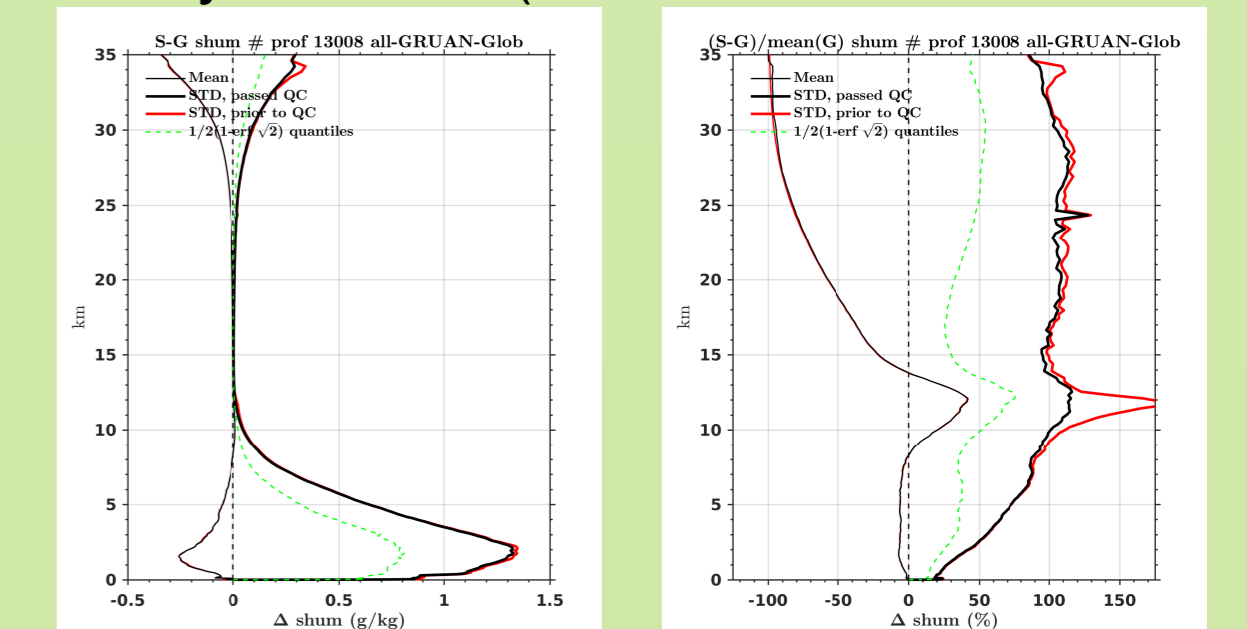 S-G shum # prof 13008 all-GRUAN-Glob
35
30
25
20
15
10
5
0
km
Mean
STD, passed QC
STD, prior to QC
1/2(1-erf √2) quantiles
-0.5 0 0.5 1 1.5
Δ shum (g/kg)
(S-G)/mean(G) shum # prof 13008 all-GRUAN-Glob
35
30
25
20
15
10
5
0
km
Mean
STD, passed QC
STD, prior to QC
1/2(1-erf √2) quantiles
-100 -50 0 50 100 150
Δ shum (%)